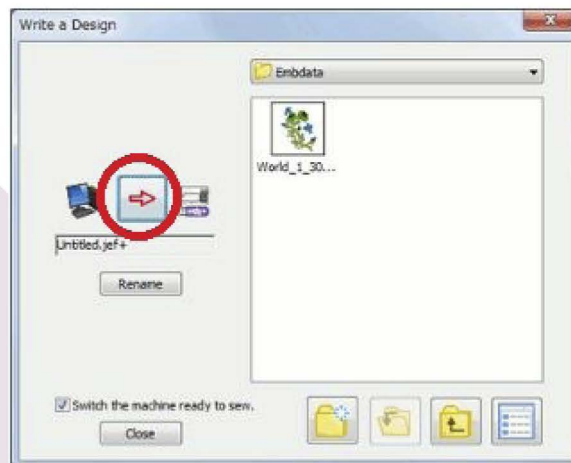 Write a Design
Embdata
World_1_30...
Untitled.jef+
Rename
Switch the machine ready to sew.
Close